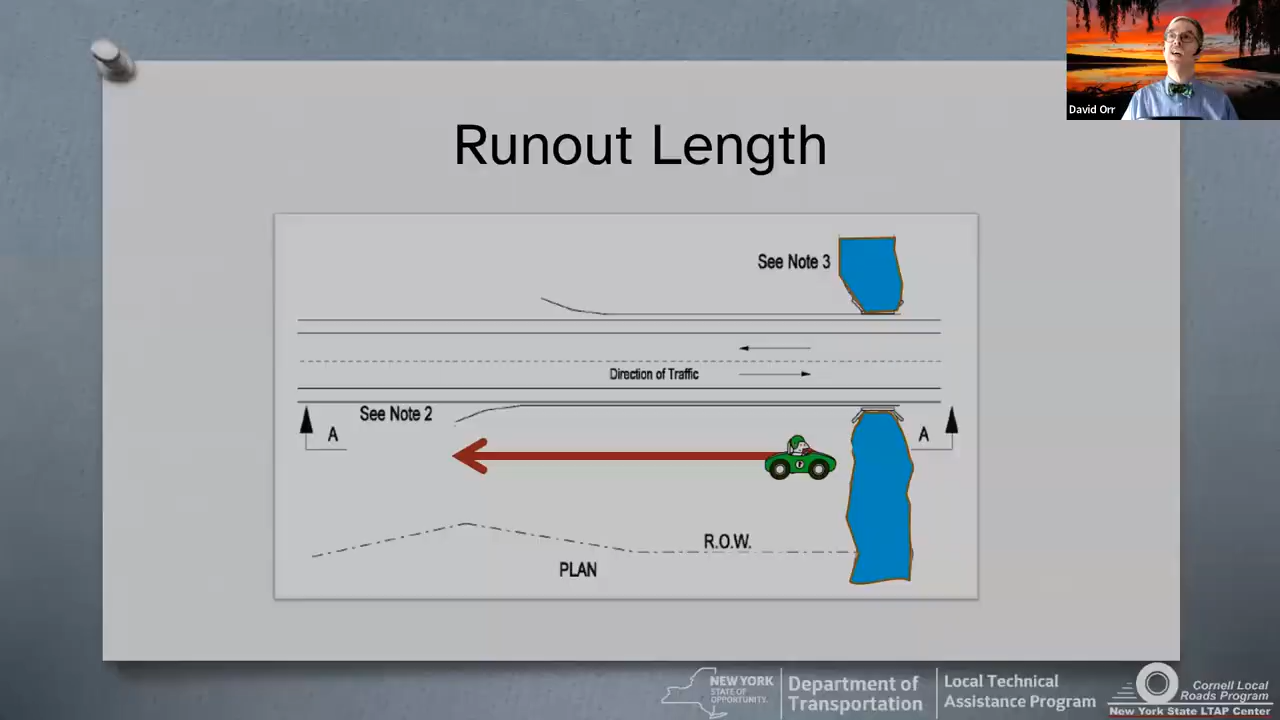 David Orr
Runout Length
See Note 3
Direction of Traffic
See Note 2
A
A
R.O.W.
PLAN
NEW YORK
STATE OF
OPPORTUNITY.
Department of
Transportation
Local Technical
Assistance Program
Cornell Local
Roads Program
New York State LTAP Center